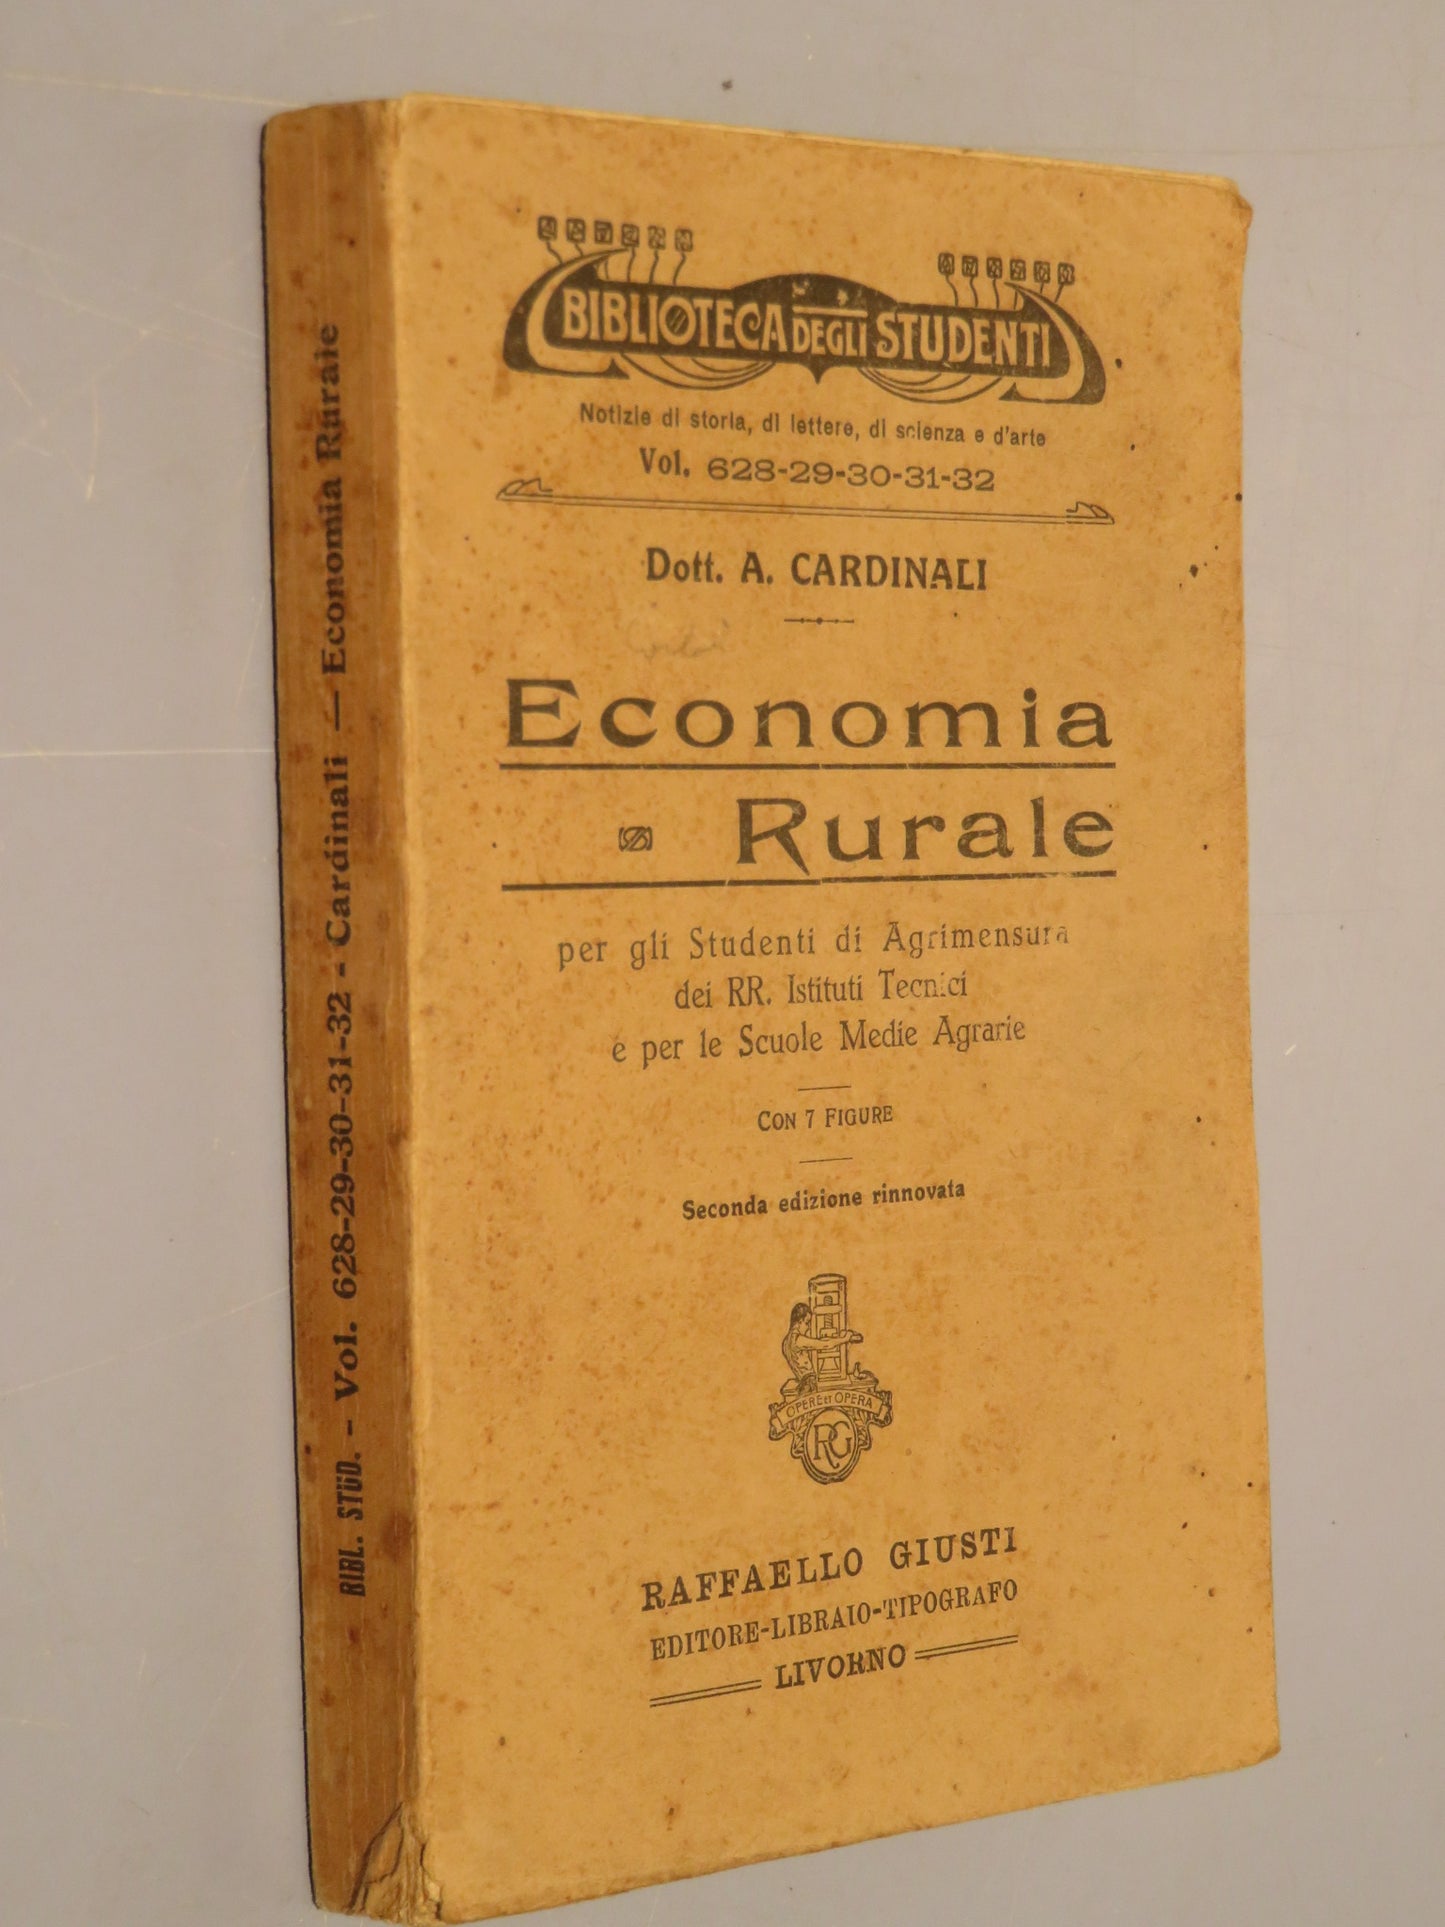 BIBL. STUD. - Vol. 628-29-30-31-32 - Cardinali — Economia Rurale
BIBLIOTECA DEGLI STUDENTI
Notizie di storia, di lettere, di scienza e d'arte
Vol. 628-29-30-31-32
Dott. A. CARDINALI
Economia
Rurale
per gli Studenti di Agrimensura
dei RR. Istituti Tecnici
e per le Scuole Medie Agrarie
CON 7 FIGURE
Seconda edizione rinnovata
OPERE ET OPERA
RG
RAFFAELLO GIUSTI
EDITORE-LIBRAIO-TIPOGRAFO
LIVORNO